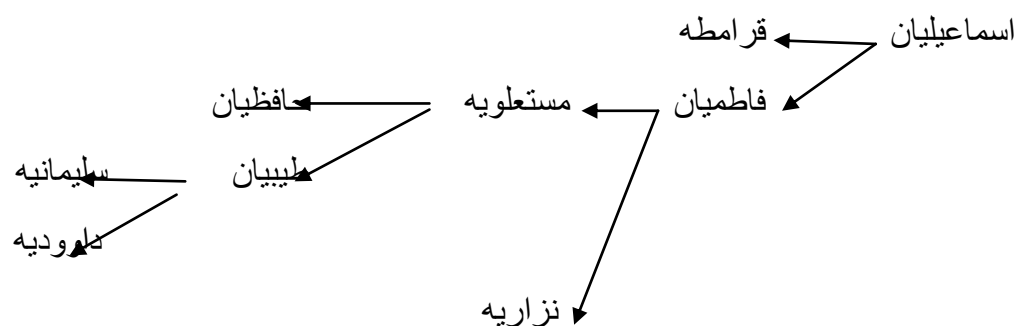 اسماعیلیان قرامطه
فاطمیان مستعلویه حافظیان
طیبیان سلیمانیه
داوودیه
نزاریه